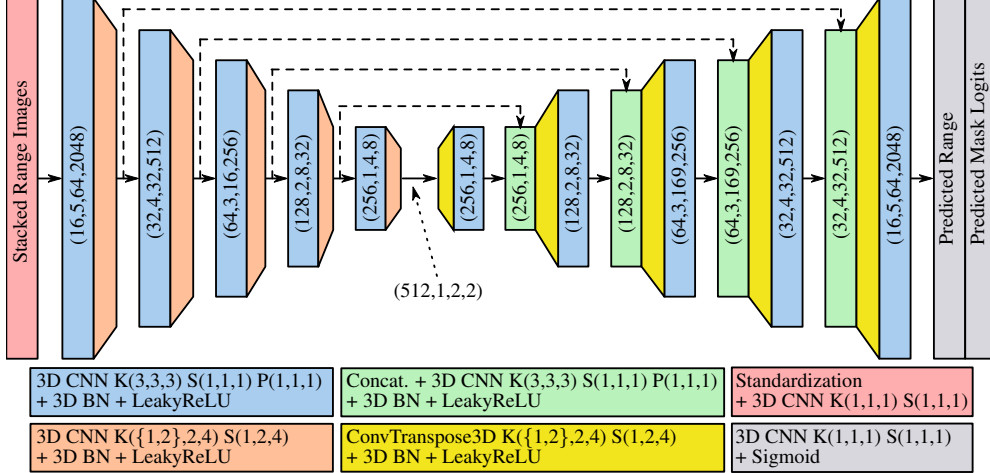 Stacked Range Images
(16,5,64,2048)
(32,4,32,512)
(64,3,16,256)
(128,2,8,32)
(256,1,4,8)
(512,1,2,2)
(256,1,4,8)
(256,1,4,8)
(128,2,8,32)
(128,2,8,32)
(64,3,169,256)
(64,3,169,256)
(32,4,32,512)
(32,4,32,512)
(16,5,64,2048)
Predicted Range
Predicted Mask Logits
3D CNN K(3,3,3) S(1,1,1) P(1,1,1)
+ 3D BN + LeakyReLU
Concat. + 3D CNN K(3,3,3) S(1,1,1) P(1,1,1)
+ 3D BN + LeakyReLU
Standardization
+ 3D CNN K(1,1,1) S(1,1,1)
3D CNN K({1,2},2,4) S(1,2,4)
+ 3D BN + LeakyReLU
ConvTranspose3D K({1,2},2,4) S(1,2,4)
+ 3D BN + LeakyReLU
3D CNN K(1,1,1) S(1,1,1)
+ Sigmoid